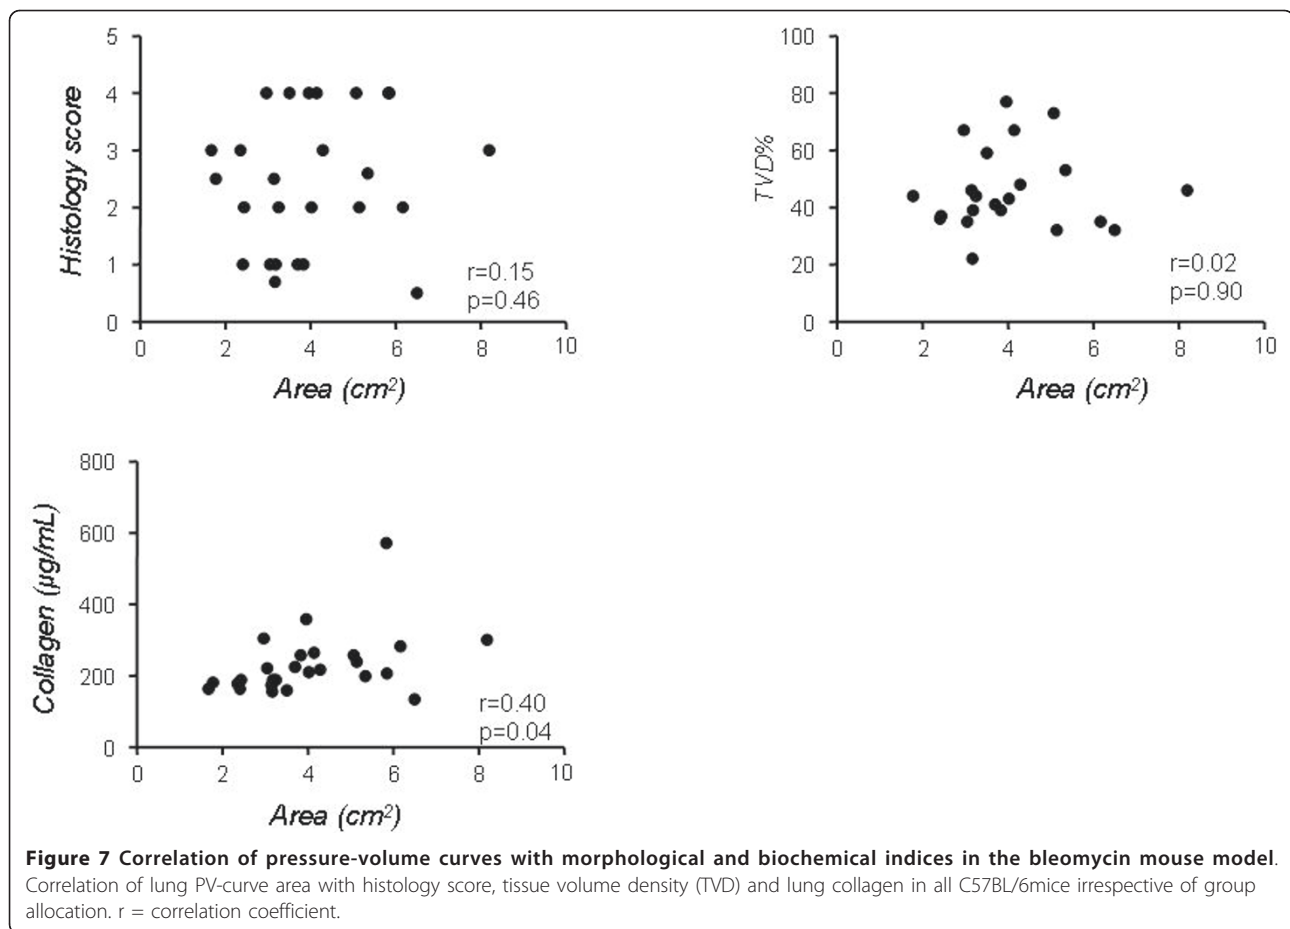 5
4
3
2
1
0
Histology score
0 2 4 6 8 10
Area (cm²)
r=0.15
p=0.46
100
80
60
40
20
0
TVD%
0 2 4 6 8 10
Area (cm²)
r=0.02
p=0.90
800
600
400
200
0
Collagen (µg/mL)
0 2 4 6 8 10
Area (cm²)
r=0.40
p=0.04
Figure 7 Correlation of pressure-volume curves with morphological and biochemical indices in the bleomycin mouse model.
Correlation of lung PV-curve area with histology score, tissue volume density (TVD) and lung collagen in all C57BL/6mice irrespective of group
allocation. r = correlation coefficient.